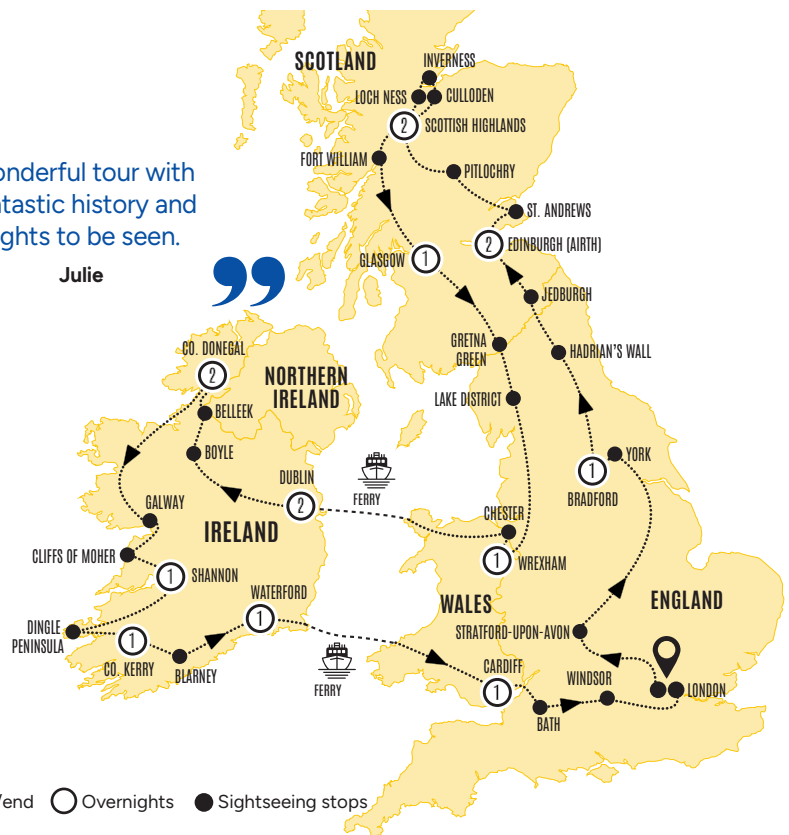 SCOTLAND
INVERNESS
LOCH NESS
CULLODEN
2
SCOTTISH HIGHLANDS
FORT WILLIAM
PITLOCHRY
tastic history and
ghts to be seen.
Julie
ST. ANDREWS
2
EDINBURGH (AIRTH)
GLASGOW
1
JEDBURGH
GRETNA
GREEN
HADRIAN'S WALL
CO. DONEGAL
2
NORTHERN
IRELAND
LAKE DISTRICT
BELLEEK
BOYLE
YORK
1
BRADFORD
DUBLIN
2
FERRY
GALWAY
CHESTER
IRELAND
CLIFFS OF MOHER
1
SHANNON
1
WREXHAM
WATERFORD
1
WALES
ENGLAND
DINGLE
PENINSULA
1
CO. KERRY
BLARNEY
STRATFORD-UPON-AVON
FERRY
CARDIFF
1
WINDSOR
LONDON
BATH
end
Overnights
Sightseeing stops